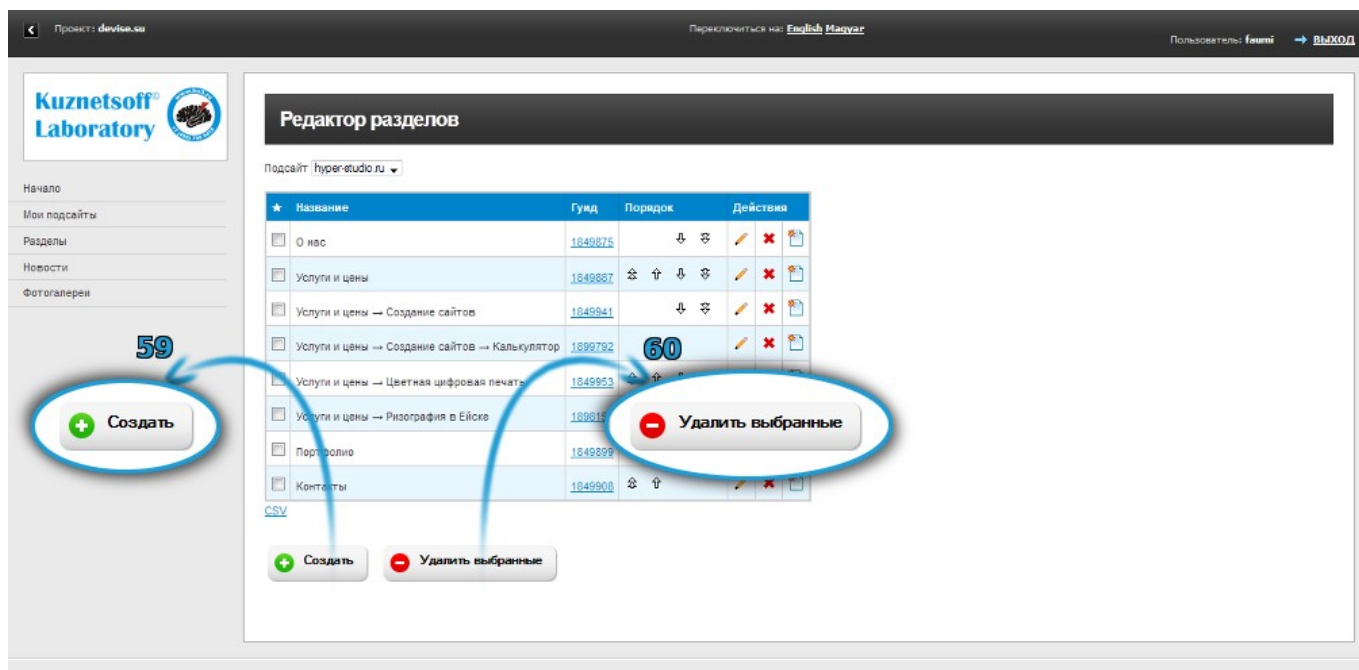 Проект: devise.su
Переключиться на: English Magyar
Пользователь: faumi ВЫХОД
Kuznetsoff©
Laboratory
Начало
Мои подсайты
Разделы
Новости
Фотогалереи
Редактор разделов
Подсайт hyper-studio.ru
Название Гуид Порядок Действия
О нас 1849875
Услуги и цены 1849887
Услуги и цены → Создание сайтов 1849941
Услуги и цены → Создание сайтов → Калькулятор 1899792
Услуги и цены → Цветная цифровая печать 1849953
Услуги и цены → Ризография в Ейске
Портфолио 1849899
Контакты 1849908
CSV
59
Создать
60
Удалить выбранные
Создать Удалить выбранные